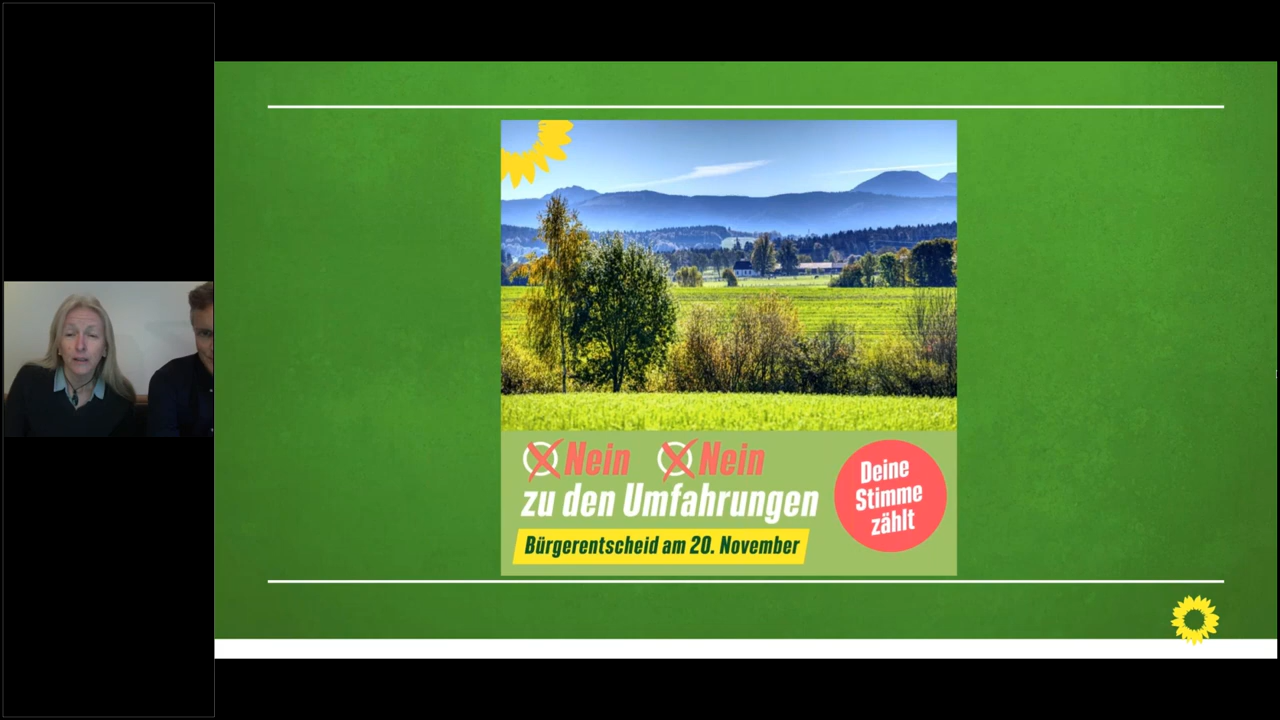 Nein Nein
zu den Umfahrungen
Bürgerentscheid am 20. November
Deine
Stimme
zählt